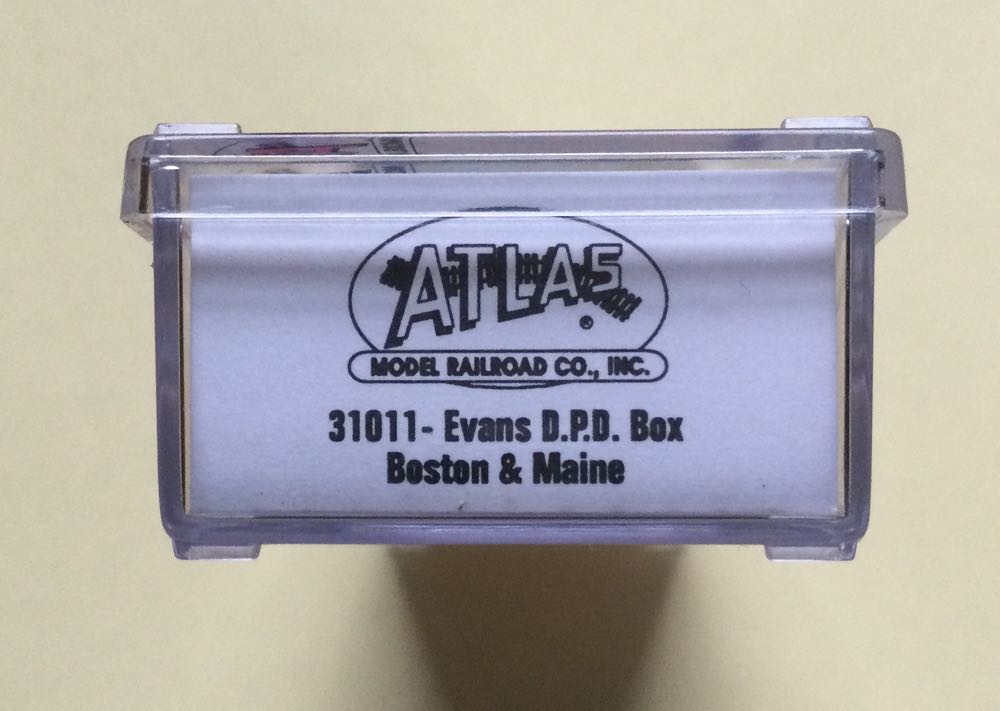 ATLAS ®
MODEL RAILROAD CO., INC.
31011- Evans D.P.D. Box
Boston & Maine